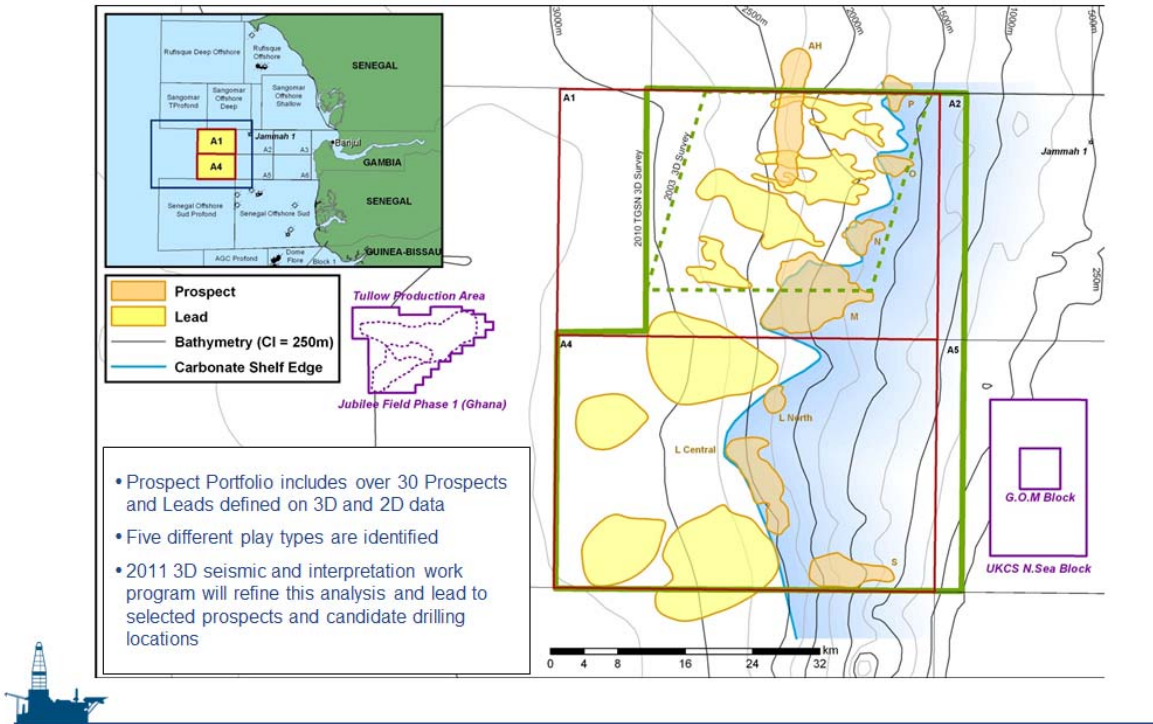 Rufisque Deep Offshore
Rufisque
Offshore
SENEGAL
Sangomar
TProfond
Sangomar
Offshore
Deep
Sangomar
Offshore
Shallow
Jammah 1
Banjul
A1
A2
A3
GAMBIA
A4
A5
A6
SENEGAL
Senegal Offshore
Sud Profond
Senegal Offshore Sud
GUINEA-BISSAU
AGC Profond
Dome
Flore
Block 1
Prospect
Lead
Bathymetry (CI = 250m)
Carbonate Shelf Edge
Tullow Production Area
Jubilee Field Phase 1 (Ghana)
• Prospect Portfolio includes over 30 Prospects
and Leads defined on 3D and 2D data
• Five different play types are identified
• 2011 3D seismic and interpretation work
program will refine this analysis and lead to
selected prospects and candidate drilling
locations
3000m
2500m
2000m
1500m
1000m
500m
AH
A1
P
A2
2010 TGSN 3D Survey
2003 3D Survey
Jammah 1
O
N
250m
M
A4
A5
L North
L Central
G.O.M Block
S
UKCS N.Sea Block
km
0 4 8 16 24 32